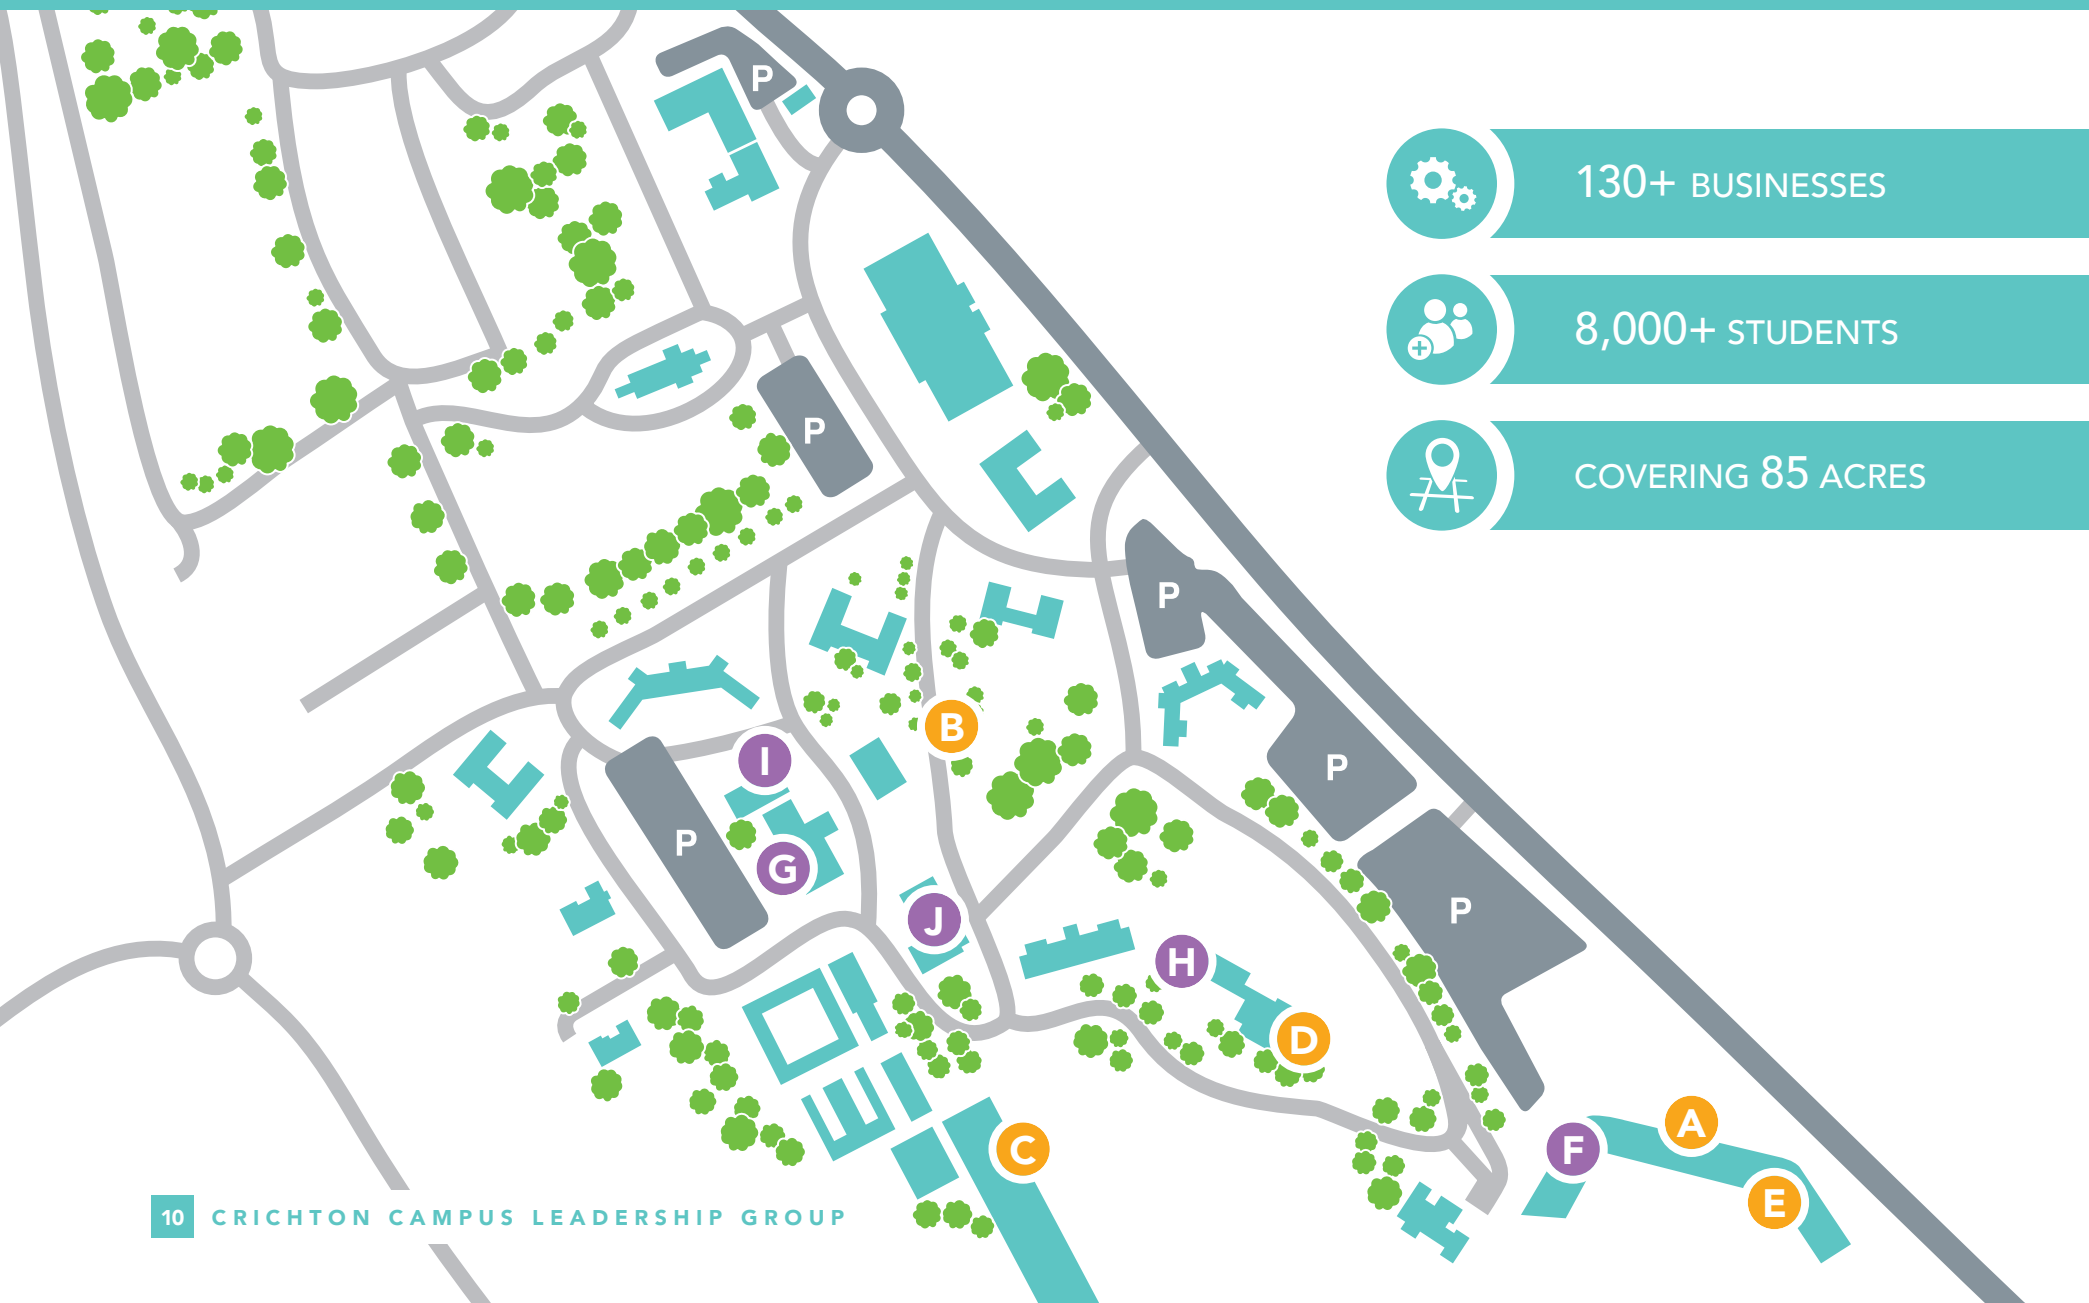 P
130+ BUSINESSES
8,000+ STUDENTS
P
COVERING 85 ACRES
P
B
I
P
P
G
J
P
H
D
C
F
A
E
10 CRICHTON CAMPUS LEADERSHIP GROUP